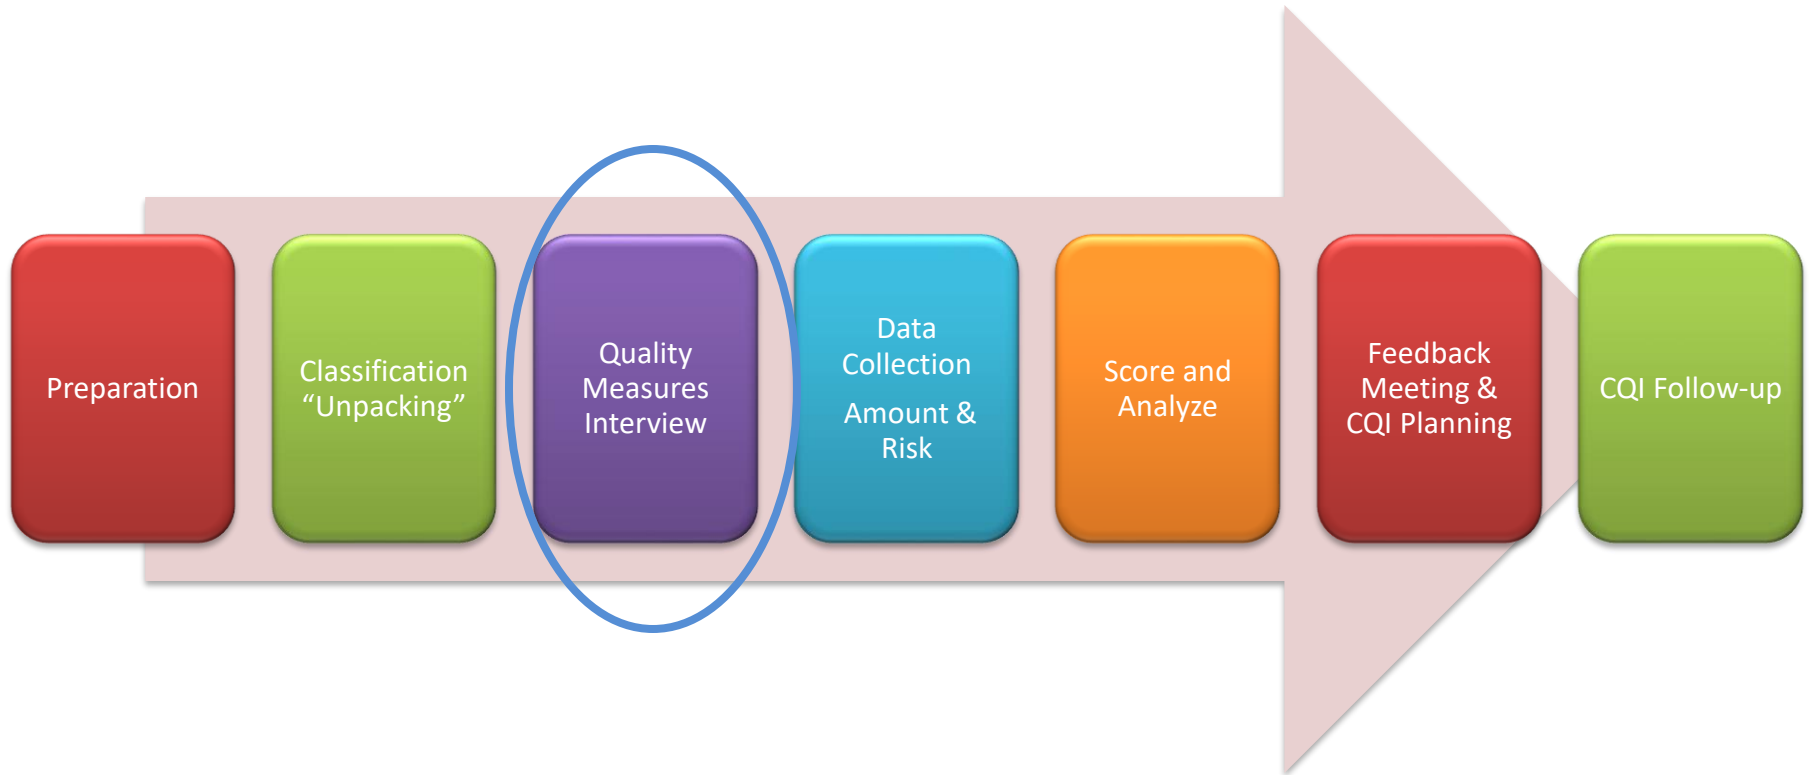 Preparation
Classification
“Unpacking”
Quality
Measures
Interview
Data
Collection
Amount &
Risk
Score and
Analyze
Feedback
Meeting &
CQI Planning
CQI Follow-up